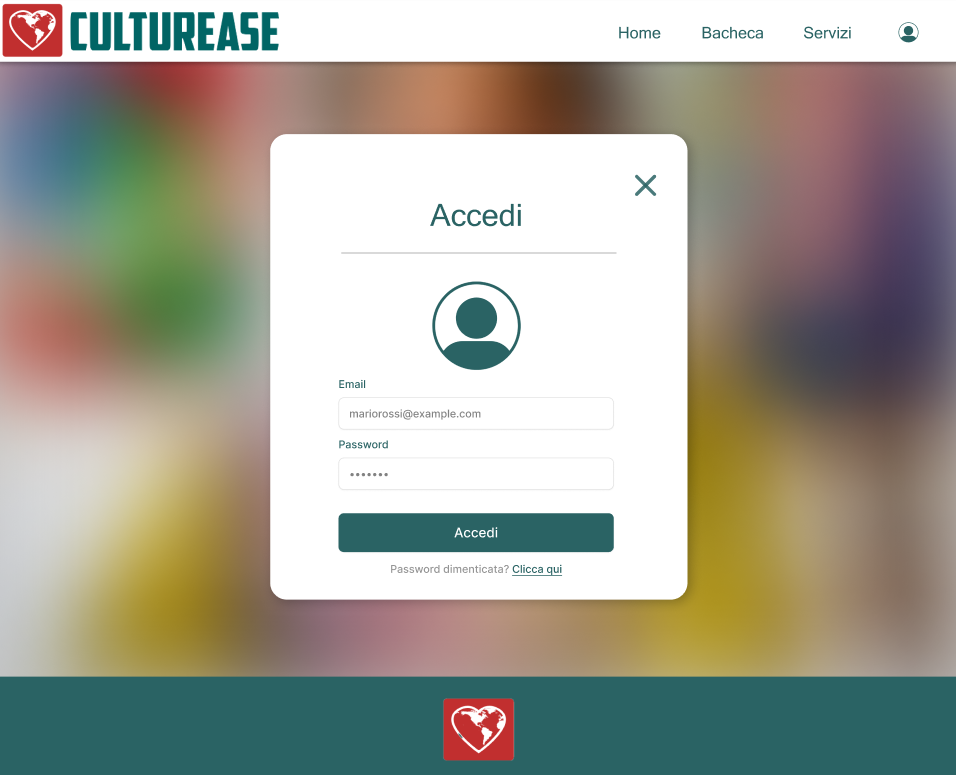 CULTUREASE
Home Bacheca Servizi
Accedi
Email
mariorossi@example.com
Password
•••••••
Accedi
Password dimenticata? Clicca qui